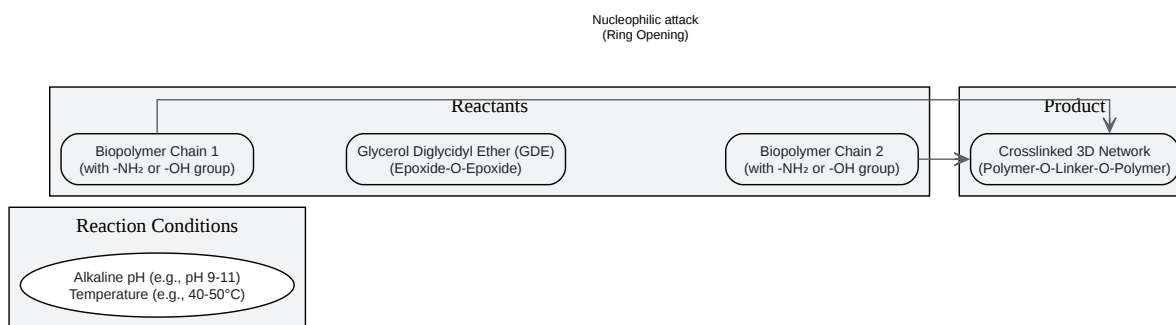 Nucleophilic attack
(Ring Opening)
Reactants
Product
Biopolymer Chain 1
(with -NH₂ or -OH group)
Glycerol Diglycidyl Ether (GDE)
(Epoxide-O-Epoxide)
Biopolymer Chain 2
(with -NH₂ or -OH group)
Crosslinked 3D Network
(Polymer-O-Linker-O-Polymer)
Reaction Conditions
Alkaline pH (e.g., pH 9-11)
Temperature (e.g., 40-50°C)